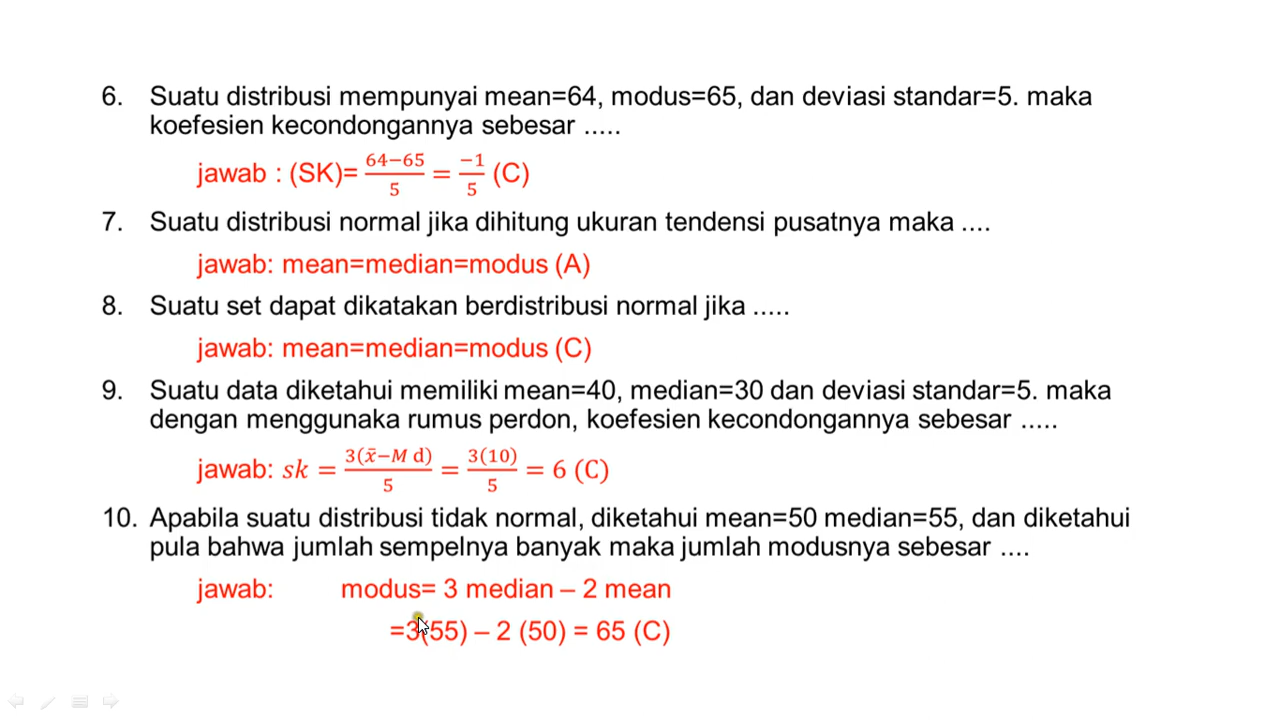 6. Suatu distribusi mempunyai mean=64, modus=65, dan deviasi standar=5. maka
koefesien kecondongannya sebesar .....
jawab : (SK)= \frac{64−65}{5} = \frac{−1}{5} (C)
7. Suatu distribusi normal jika dihitung ukuran tendensi pusatnya maka ....
jawab: mean=median=modus (A)
8. Suatu set dapat dikatakan berdistribusi normal jika .....
jawab: mean=median=modus (C)
9. Suatu data diketahui memiliki mean=40, median=30 dan deviasi standar=5. maka
dengan menggunaka rumus perdon, koefesien kecondongannya sebesar .....
jawab: sk = \frac{3(x̄−M d)}{5} = \frac{3(10)}{5} = 6 (C)
10. Apabila suatu distribusi tidak normal, diketahui mean=50 median=55, dan diketahui
pula bahwa jumlah sempelnya banyak maka jumlah modusnya sebesar ....
jawab: modus= 3 median – 2 mean
=3(55) – 2 (50) = 65 (C)